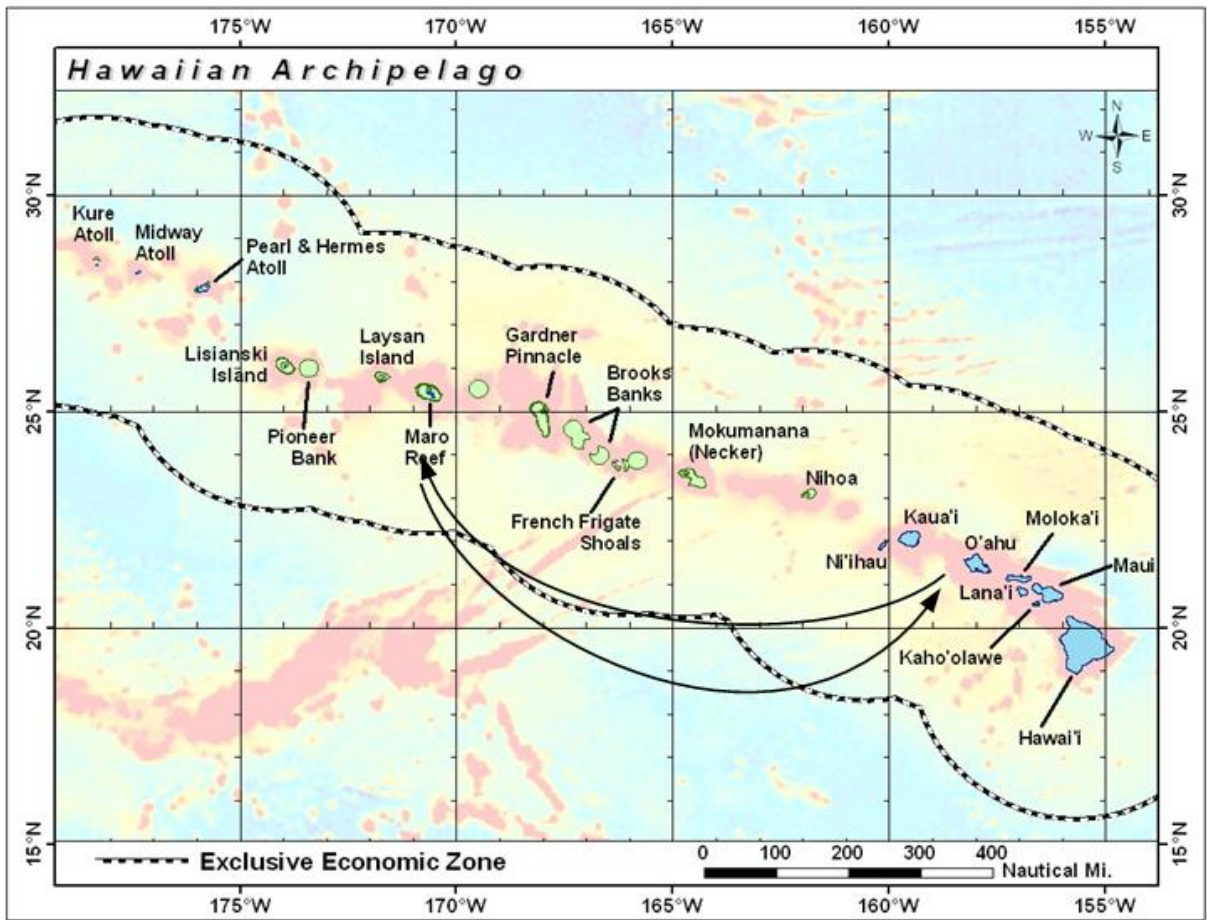 175°W 170°W 165°W 160°W 155°W
Hawaiian Archipelago
N
W E
S
30°N 30°N
Kure
Atoll
Midway
Atoll
Pearl & Hermes
Atoll
Lisianski
Island
Pioneer
Bank
Laysan
Island
Maro
Reef
Gardner
Pinnacle
Brooks
Banks
French Frigate
Shoals
Mokumanana
(Necker)
Nihoa
25°N 25°N
Kaua'i
Ni'ihau
O'ahu
Moloka'i
Maui
Lana'i
Kaho'olawe
Hawai'i
20°N 20°N
15°N 15°N
Exclusive Economic Zone
0 100 200 300 400
Nautical Mi.
175°W 170°W 165°W 160°W 155°W